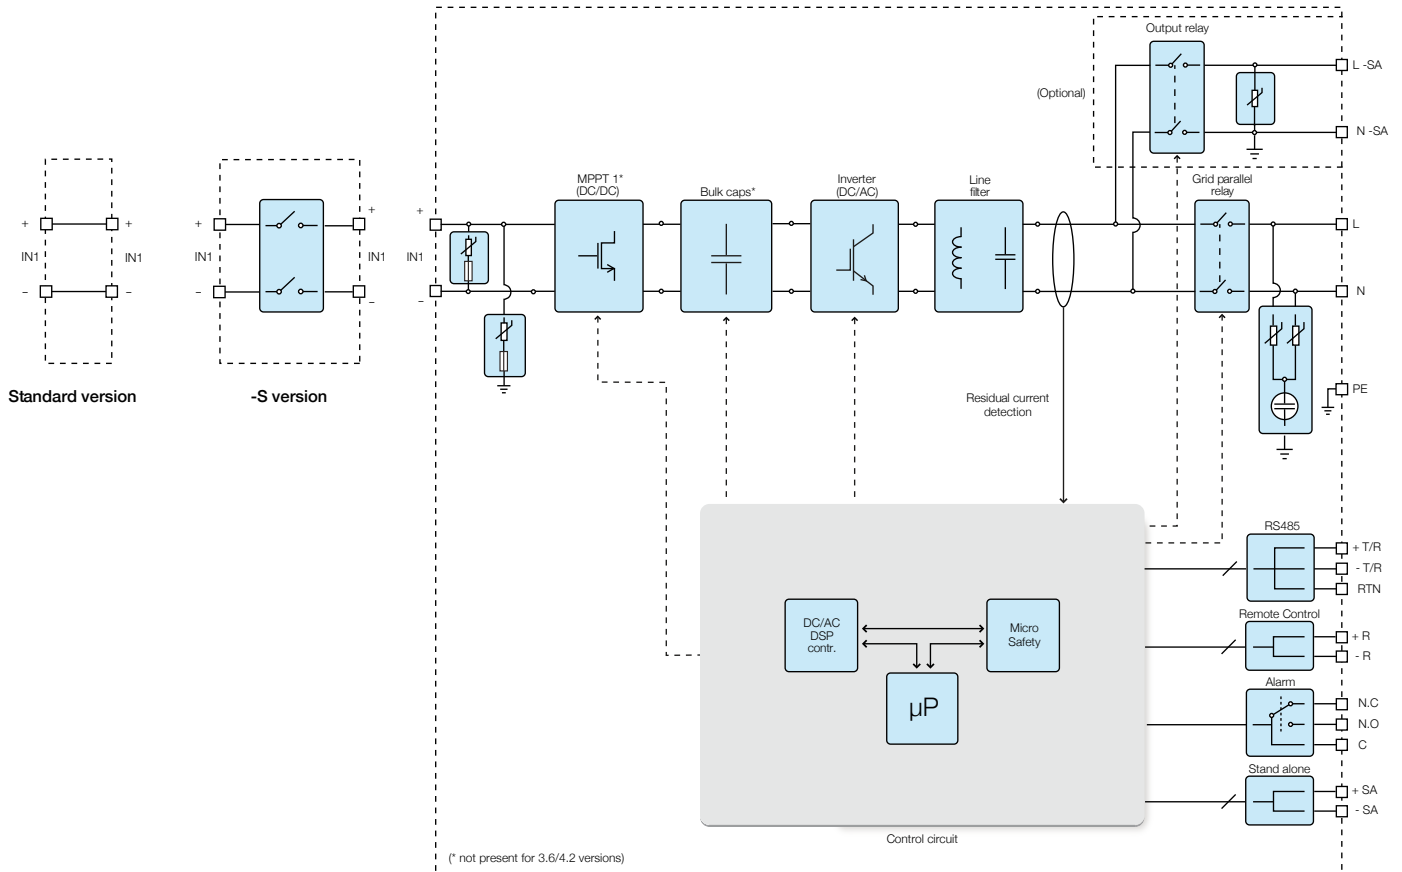 Output relay
L -SA
(Optional)
N -SA
MPPT 1*
(DC/DC)
Bulk caps*
Inverter
(DC/AC)
Line
filter
Grid parallel
relay
+
+
IN1
IN1
–
–
Standard version
+
+
IN1
IN1
–
–
-S version
+
IN1
–
L
N
PE
Residual current
detection
RS485
+ T/R
- T/R
RTN
Remote Control
+ R
- R
Alarm
N.C
N.O
C
Stand alone
+ SA
- SA
DC/AC
DSP
contr.
Micro
Safety
µP
Control circuit
(* not present for 3.6/4.2 versions)